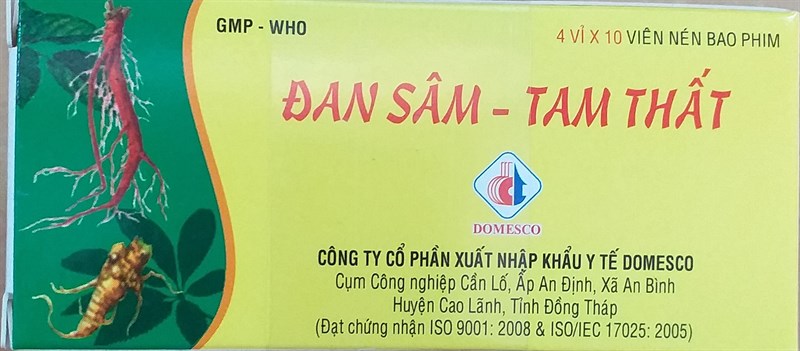 GMP - WHO
4 VỈ X 10 VIÊN NÉN BAO PHIM
ĐAN SÂM - TAM THẤT
DOMESCO
CÔNG TY CỔ PHẦN XUẤT NHẬP KHẨU Y TẾ DOMESCO
Cụm Công nghiệp Cần Lố, Ấp An Định, Xã An Bình
Huyện Cao Lãnh, Tỉnh Đồng Tháp
(Đạt chứng nhận ISO 9001: 2008 & ISO/IEC 17025: 2005)